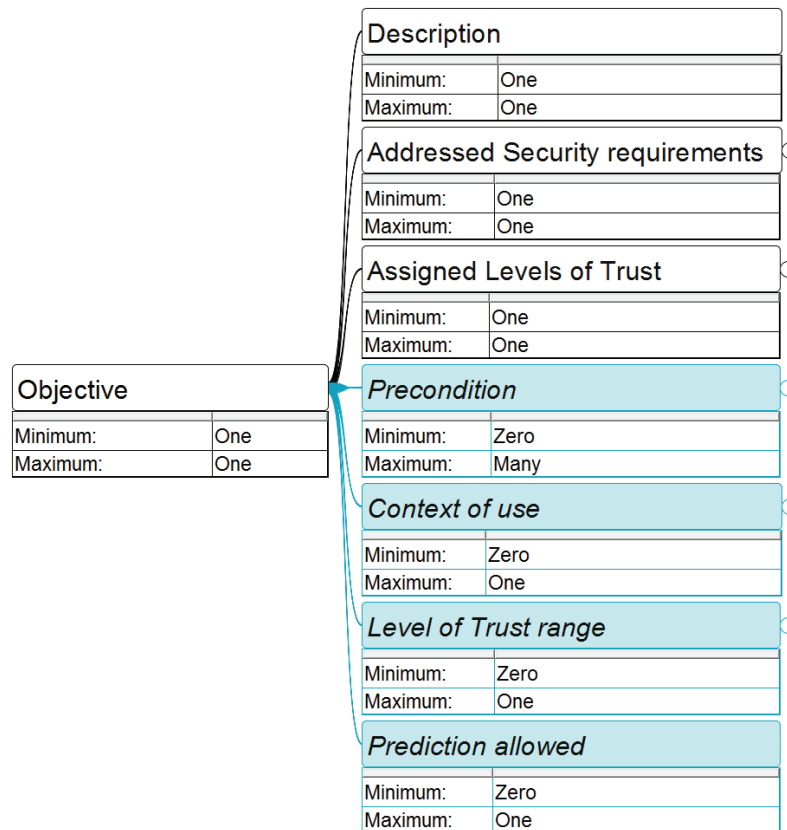 Description
Minimum: One
Maximum: One
Addressed Security requirements
Minimum: One
Maximum: One
Assigned Levels of Trust
Minimum: One
Maximum: One
Objective
Minimum: One
Maximum: One
Precondition
Minimum: Zero
Maximum: Many
Context of use
Minimum: Zero
Maximum: One
Level of Trust range
Minimum: Zero
Maximum: One
Prediction allowed
Minimum: Zero
Maximum: One